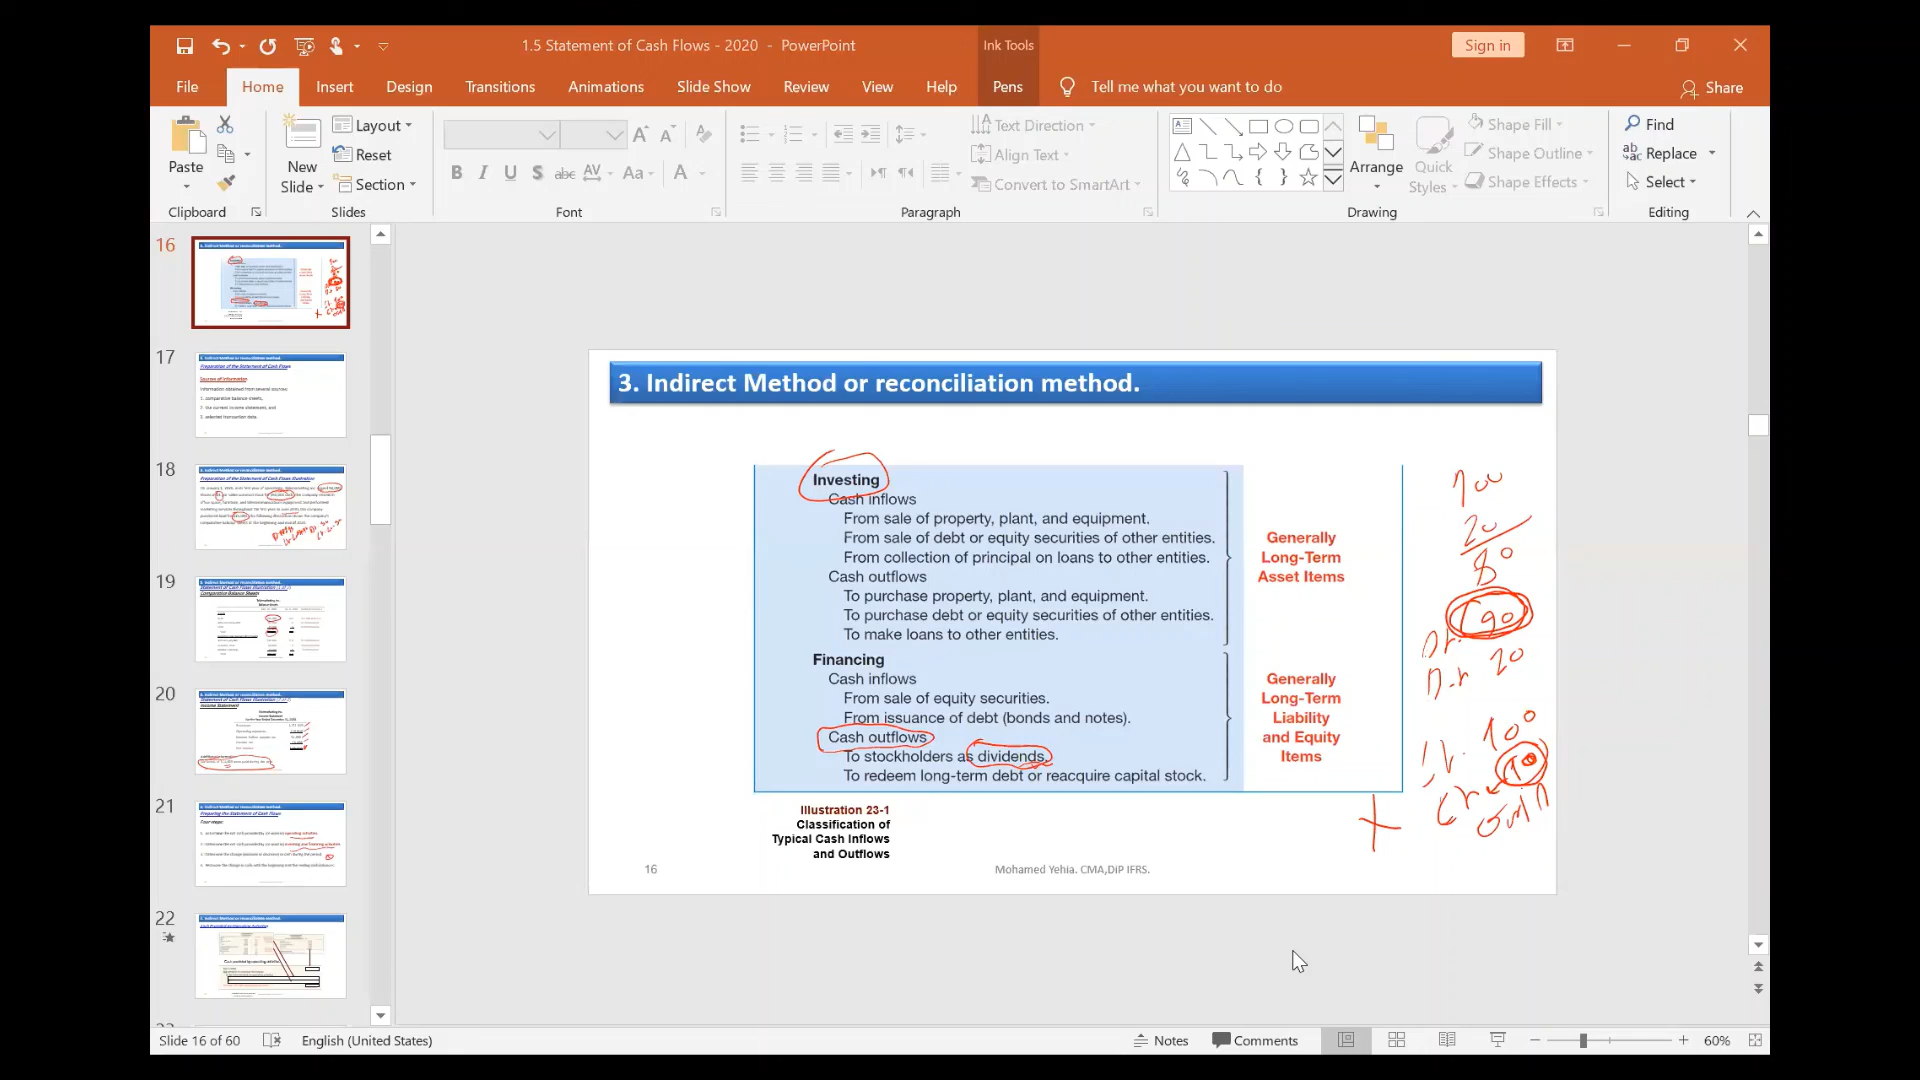 1.5 Statement of Cash Flows - 2020 - PowerPoint
Ink Tools
Sign in
File Home Insert Design Transitions Animations Slide Show Review View Help Pens Tell me what you want to do Share
Paste
New Slide
Layout
Reset
Section
Text Direction
Align Text
Convert to SmartArt
Arrange
Quick Styles
Shape Fill
Shape Outline
Shape Effects
Find
Replace
Select
Clipboard Slides Font Paragraph Drawing Editing
16
17
18
19
20
21
22
3. Indirect Method or reconciliation method.
Investing
Cash inflows
From sale of property, plant, and equipment.
From sale of debt or equity securities of other entities.
From collection of principal on loans to other entities.
Cash outflows
To purchase property, plant, and equipment.
To purchase debt or equity securities of other entities.
To make loans to other entities.
Generally
Long-Term
Asset Items
Financing
Cash inflows
From sale of equity securities.
From issuance of debt (bonds and notes).
Cash outflows
To stockholders as dividends.
To redeem long-term debt or reacquire capital stock.
Generally
Long-Term
Liability
and Equity
Items
Illustration 23-1
Classification of
Typical Cash Inflows
and Outflows
100
20
80
90
Dr.
20
100
16
Mohamed Yehia. CMA,DiP IFRS.
Slide 16 of 60 English (United States) Notes Comments 60%